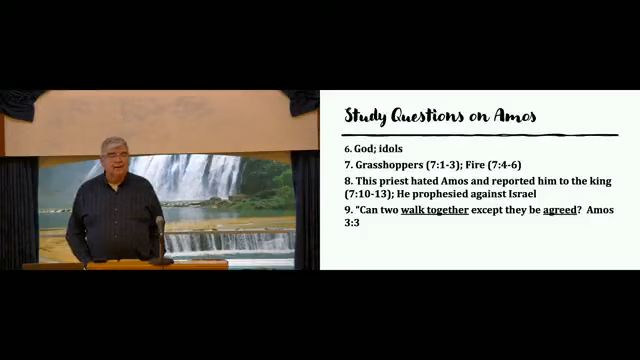 Study Questions on Amos
6. God; idols
7. Grasshoppers (7:1-3); Fire (7:4-6)
8. This priest hated Amos and reported him to the king
(7:10-13); He prophesied against Israel
9. "Can two walk together except they be agreed?  Amos
3:3